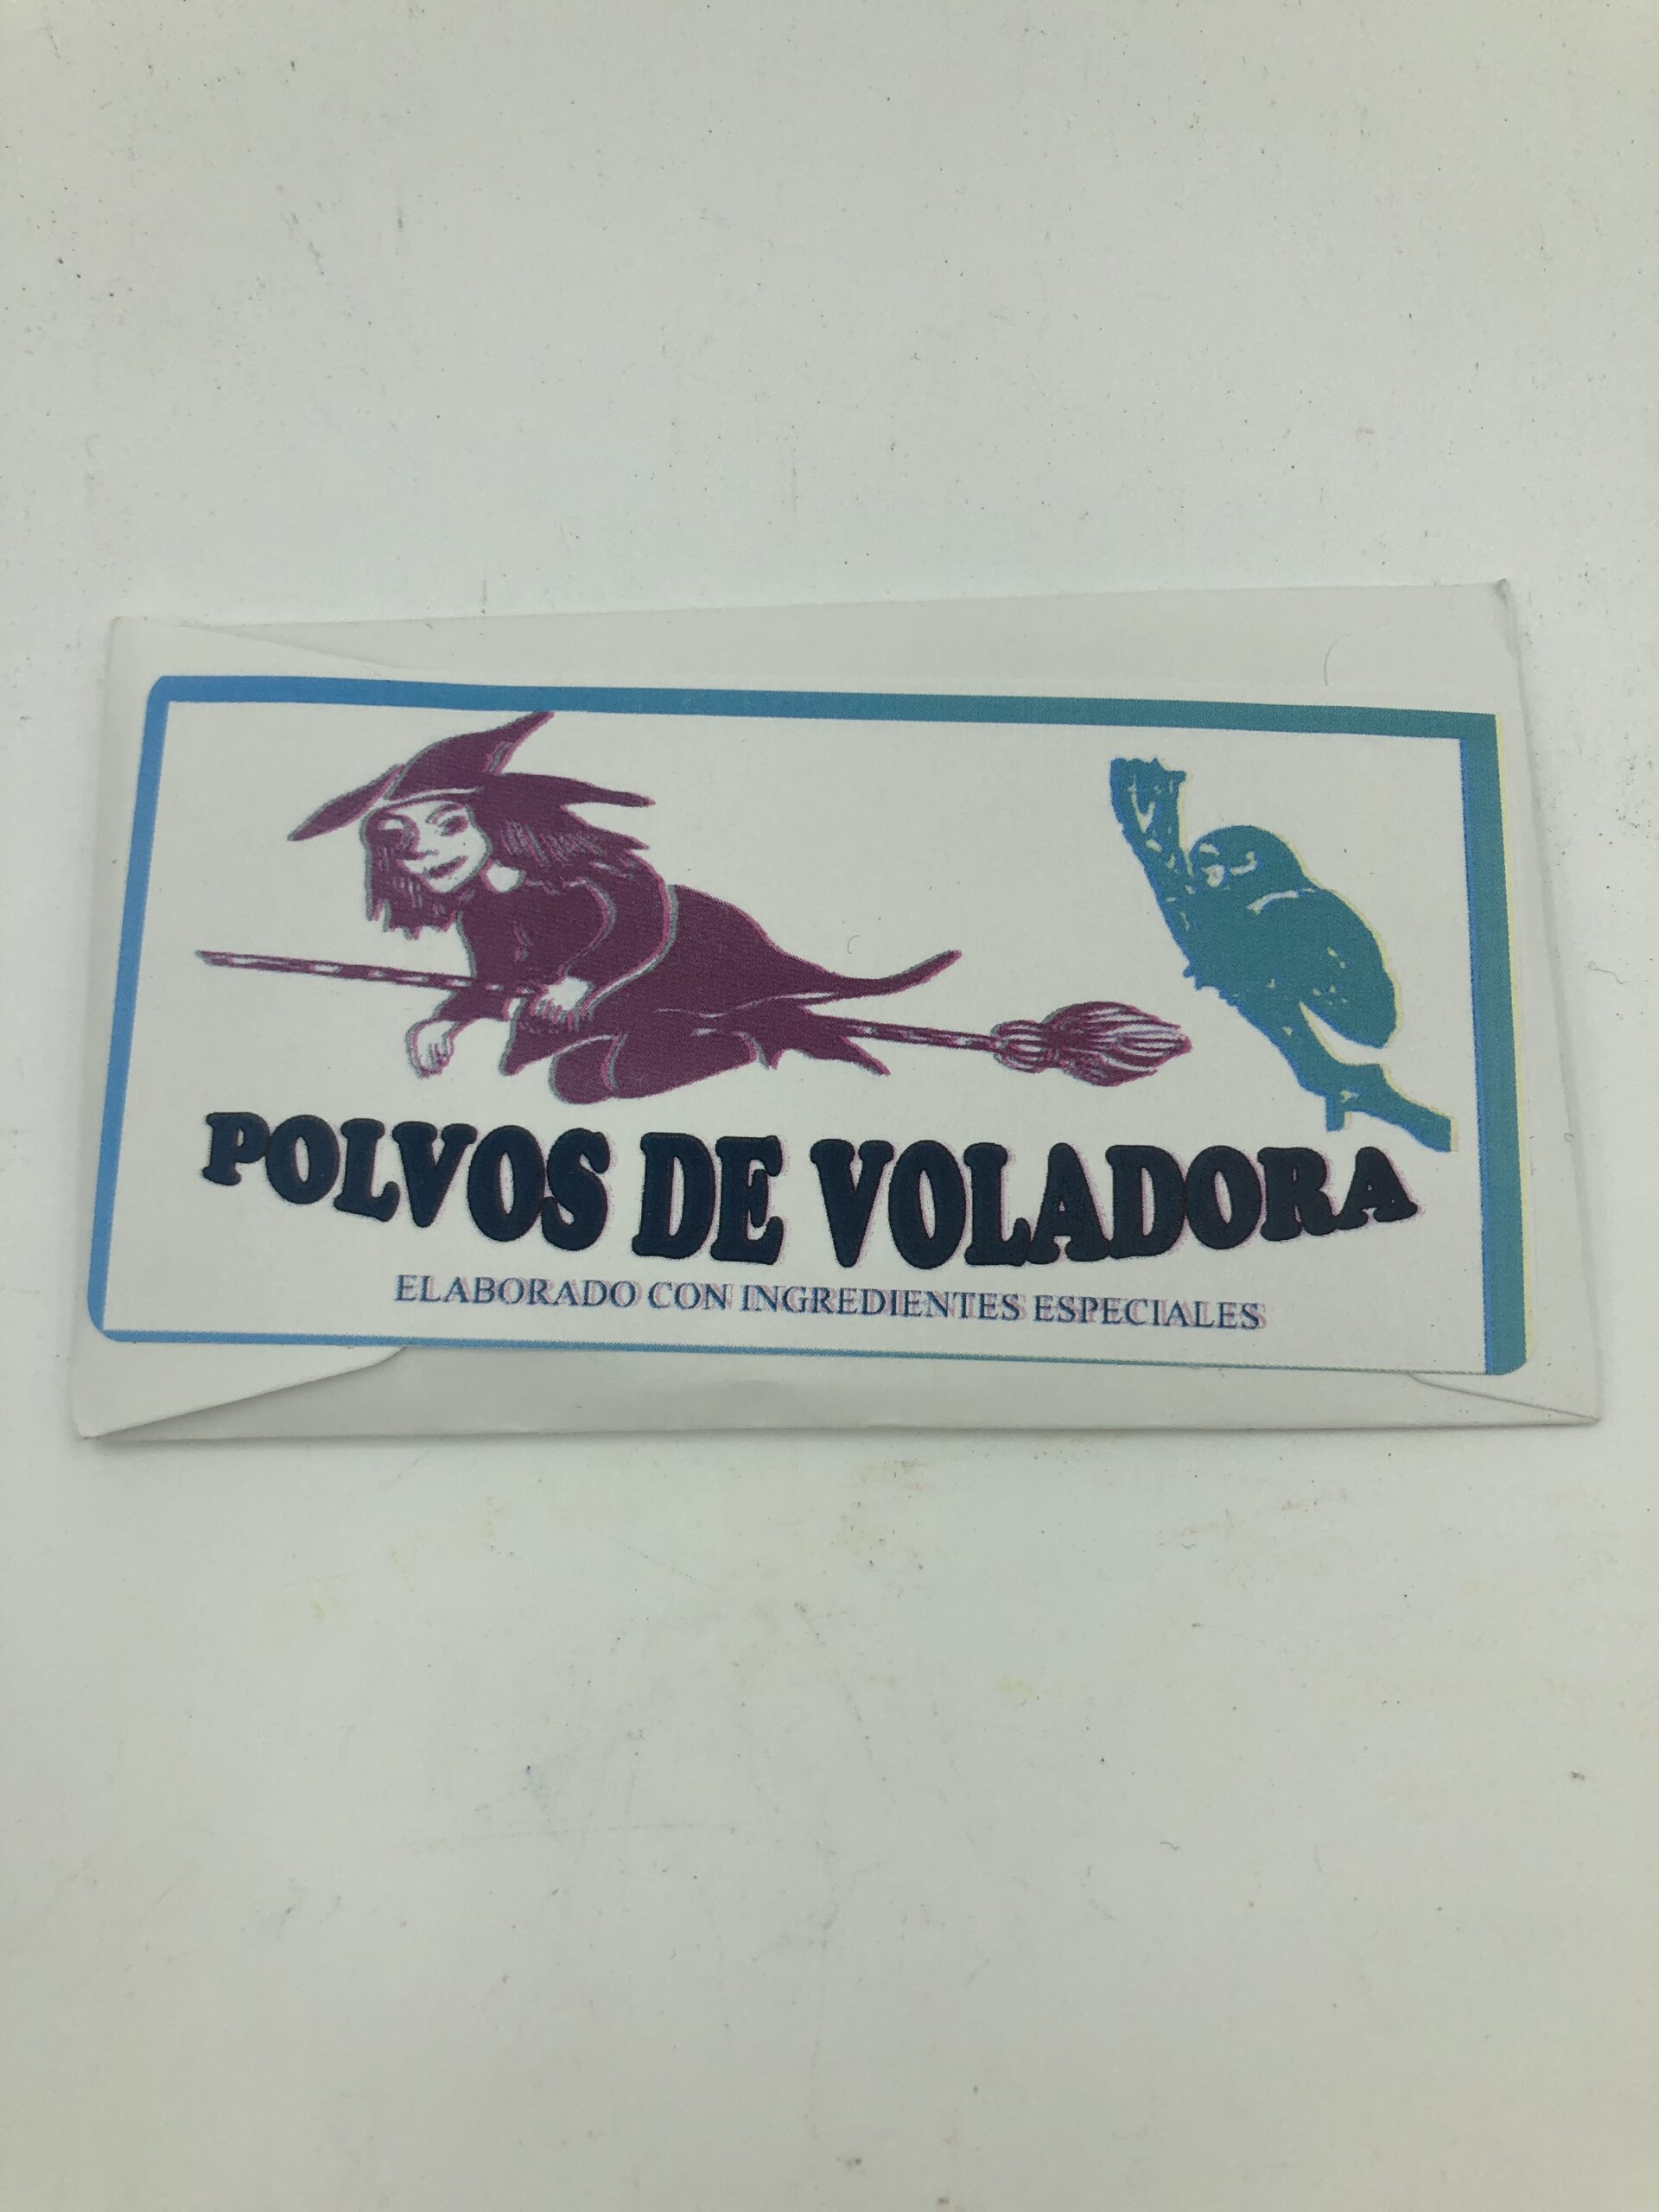 POLVOS DE VOLADORA
ELABORADO CON INGREDIENTES ESPECIALES